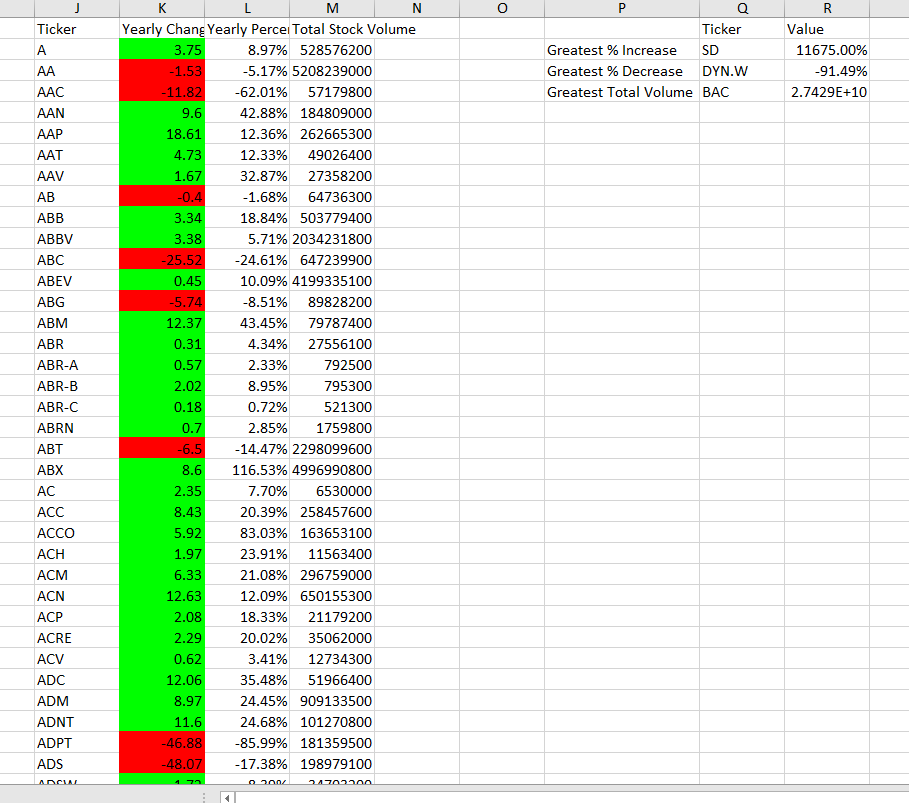 J K L M N O P Q R
Ticker Yearly Chang Yearly Percer Total Stock Volume Ticker Value
A 3.75 8.97% 528576200 Greatest % Increase SD 11675.00%
AA -1.53 -5.17% 5208239000 Greatest % Decrease DYN.W -91.49%
AAC -11.82 -62.01% 57179800 Greatest Total Volume BAC 2.7429E+10
AAN 9.6 42.88% 184809000
AAP 18.61 12.36% 262665300
AAT 4.73 12.33% 49026400
AAV 1.67 32.87% 27358200
AB -0.4 -1.68% 64736300
ABB 3.34 18.84% 503779400
ABBV 3.38 5.71% 2034231800
ABC -25.52 -24.61% 647239900
ABEV 0.45 10.09% 4199335100
ABG -5.74 -8.51% 89828200
ABM 12.37 43.45% 79787400
ABR 0.31 4.34% 27556100
ABR-A 0.57 2.33% 792500
ABR-B 2.02 8.95% 795300
ABR-C 0.18 0.72% 521300
ABRN 0.7 2.85% 1759800
ABT -6.5 -14.47% 2298099600
ABX 8.6 116.53% 4996990800
AC 2.35 7.70% 6530000
ACC 8.43 20.39% 258457600
ACCO 5.92 83.03% 163653100
ACH 1.97 23.91% 11563400
ACM 6.33 21.08% 296759000
ACN 12.63 12.09% 650155300
ACP 2.08 18.33% 21179200
ACRE 2.29 20.02% 35062000
ACV 0.62 3.41% 12734300
ADC 12.06 35.48% 51966400
ADM 8.97 24.45% 909133500
ADNT 11.6 24.68% 101270800
ADPT -46.88 -85.99% 181359500
ADS -48.07 -17.38% 198979100